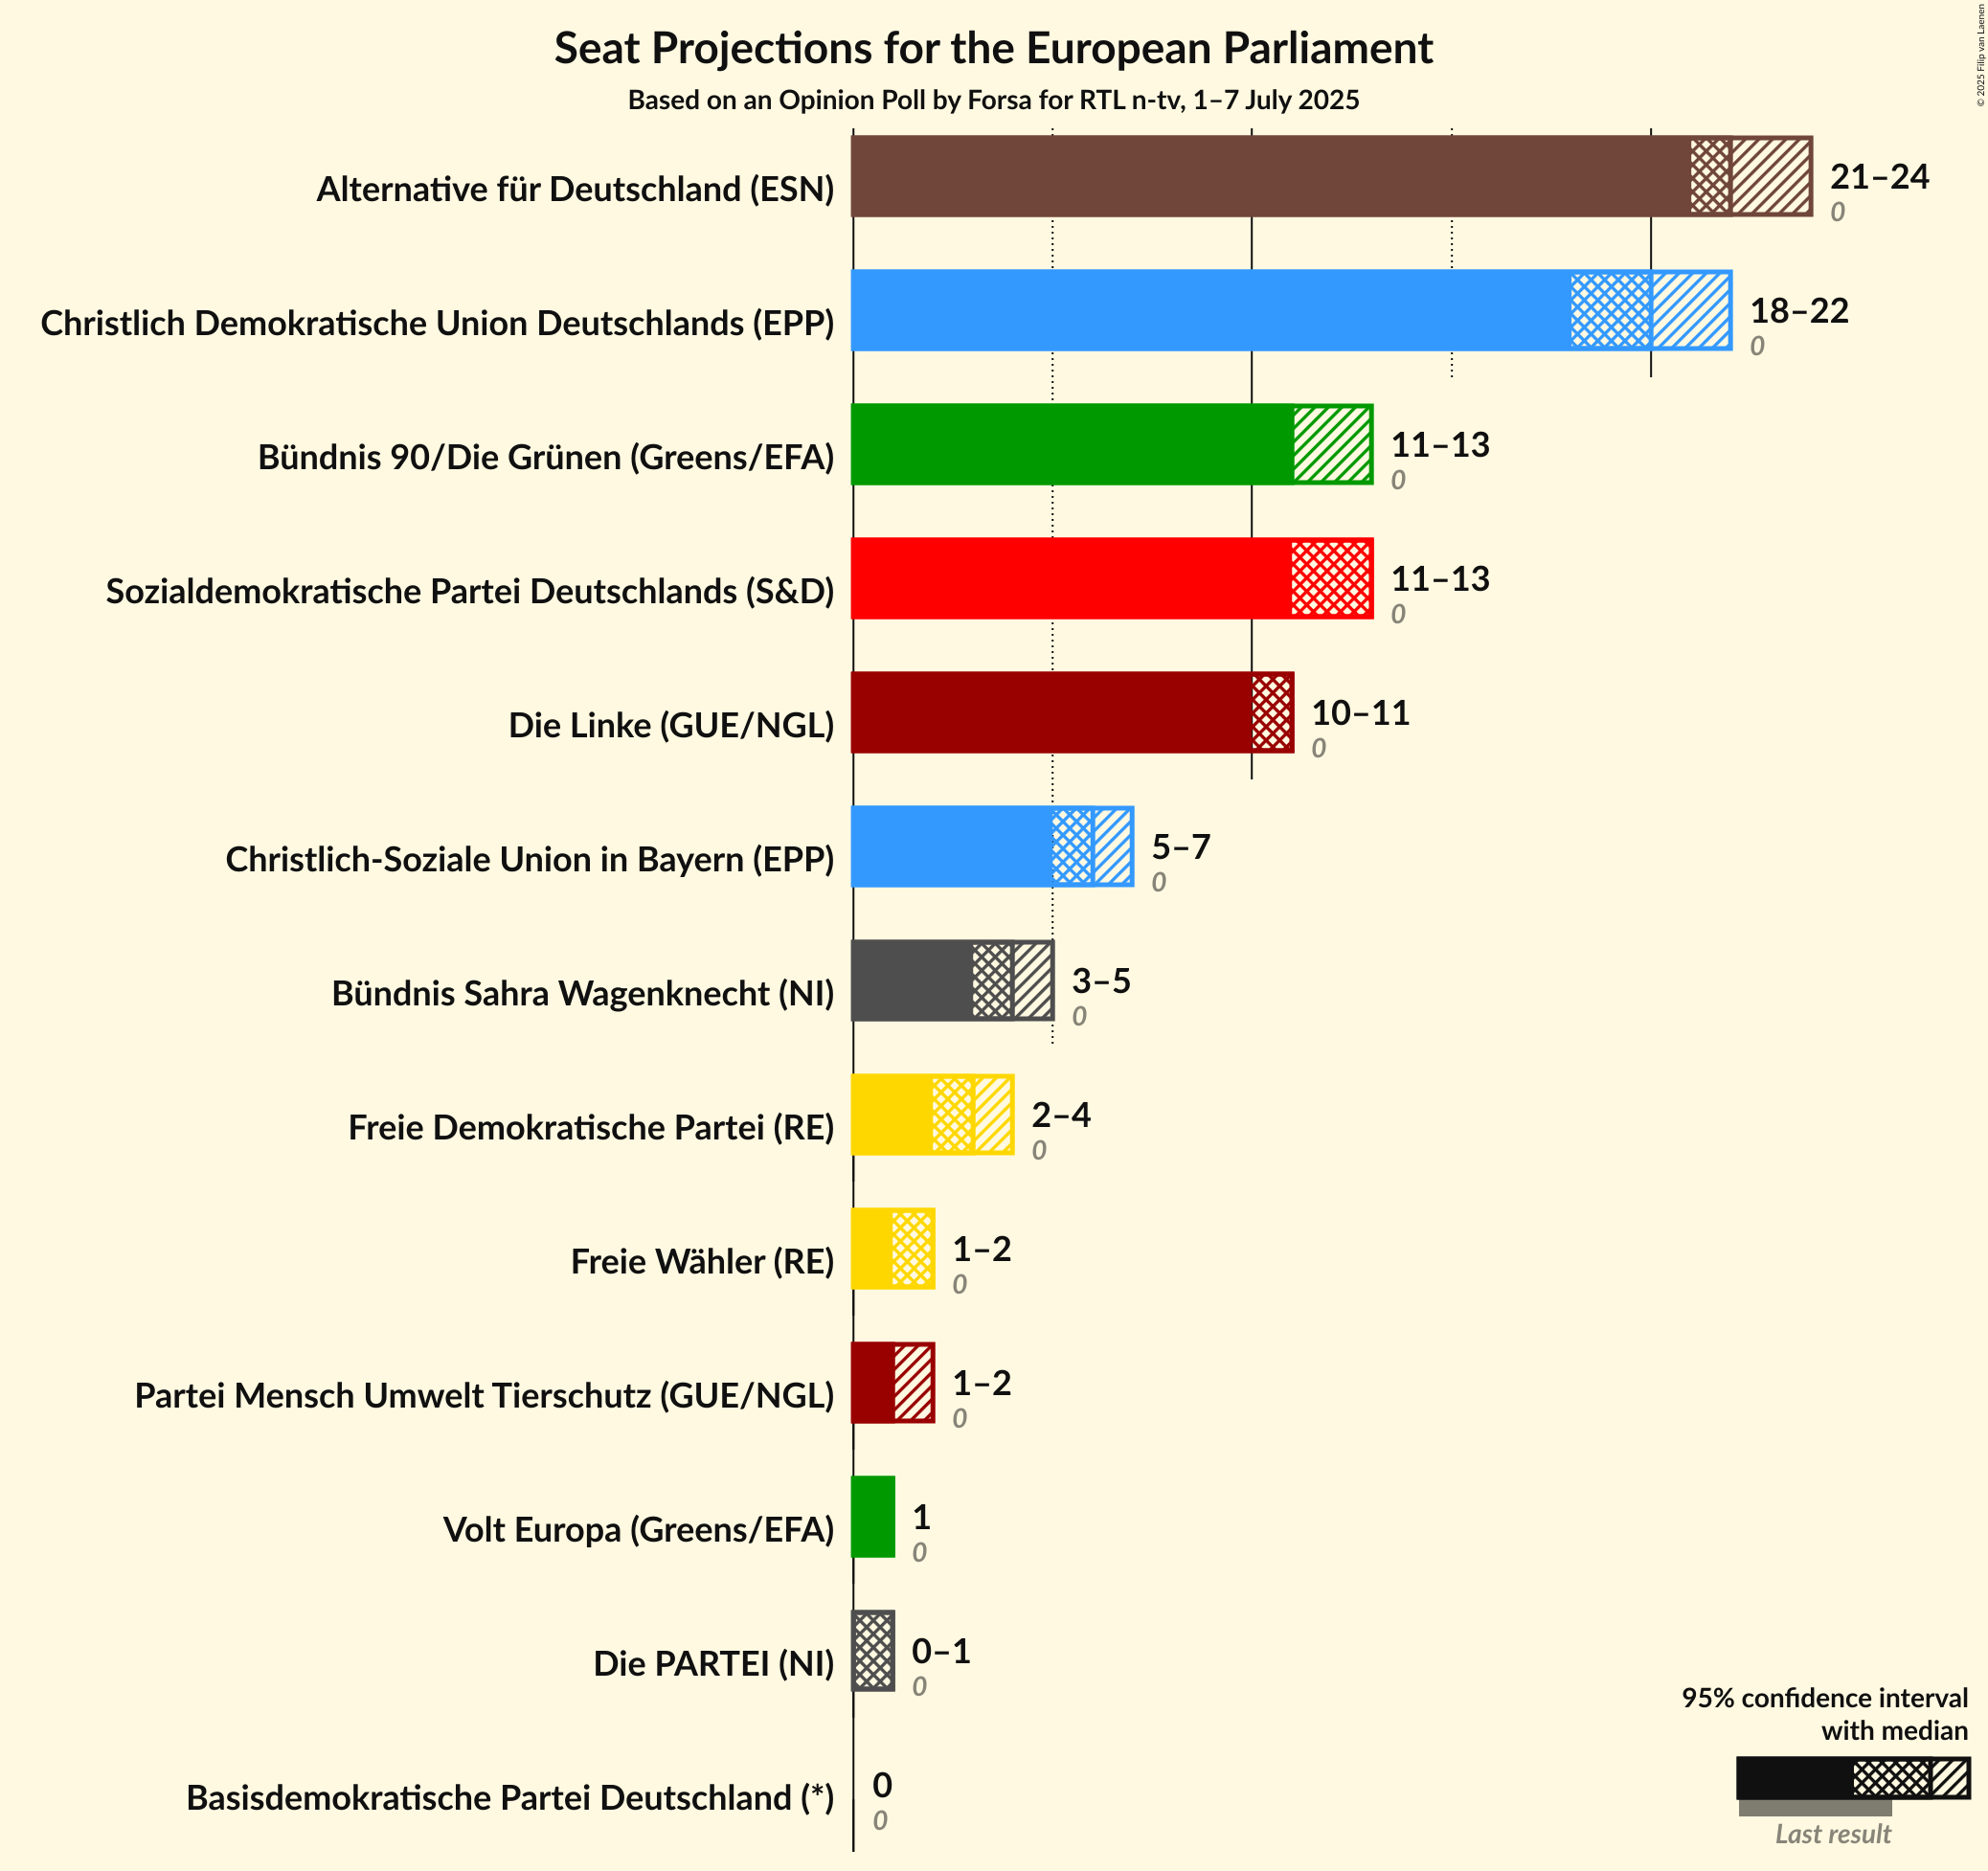 Seat Projections for the European Parliament
Based on an Opinion Poll by Forsa for RTL n-tv, 1–7 July 2025
© 2025 Filip van Laenen
Alternative für Deutschland (ESN)
21–24
0
Christlich Demokratische Union Deutschlands (EPP)
18–22
0
Bündnis 90/Die Grünen (Greens/EFA)
11–13
0
Sozialdemokratische Partei Deutschlands (S&D)
11–13
0
Die Linke (GUE/NGL)
10–11
0
Christlich-Soziale Union in Bayern (EPP)
5–7
0
Bündnis Sahra Wagenknecht (NI)
3–5
0
Freie Demokratische Partei (RE)
2–4
0
Freie Wähler (RE)
1–2
0
Partei Mensch Umwelt Tierschutz (GUE/NGL)
1–2
0
Volt Europa (Greens/EFA)
1
0
Die PARTEI (NI)
0–1
0
Basisdemokratische Partei Deutschland (*)
0
0
95% confidence interval
with median
Last result